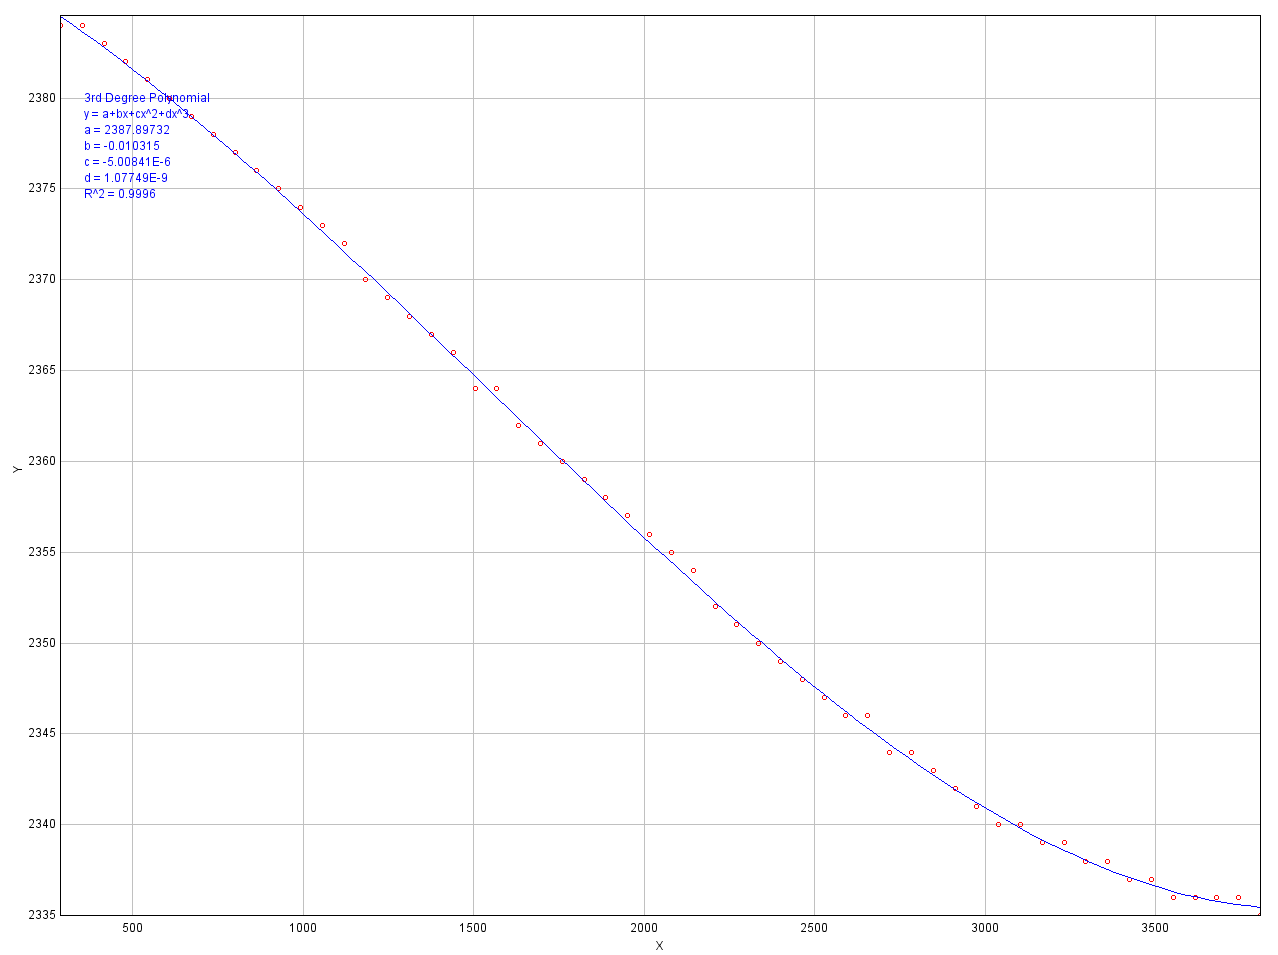 2380
2375
2370
2365
2360
2355
2350
2345
2340
2335
Y
3rd Degree Polynomial
y = a+bx+cx^2+dx^3
a = 2387.89732
b = -0.010315
c = -5.00841E-6
d = 1.07749E-9
R^2 = 0.9996
500 1000 1500 2000 2500 3000 3500
X